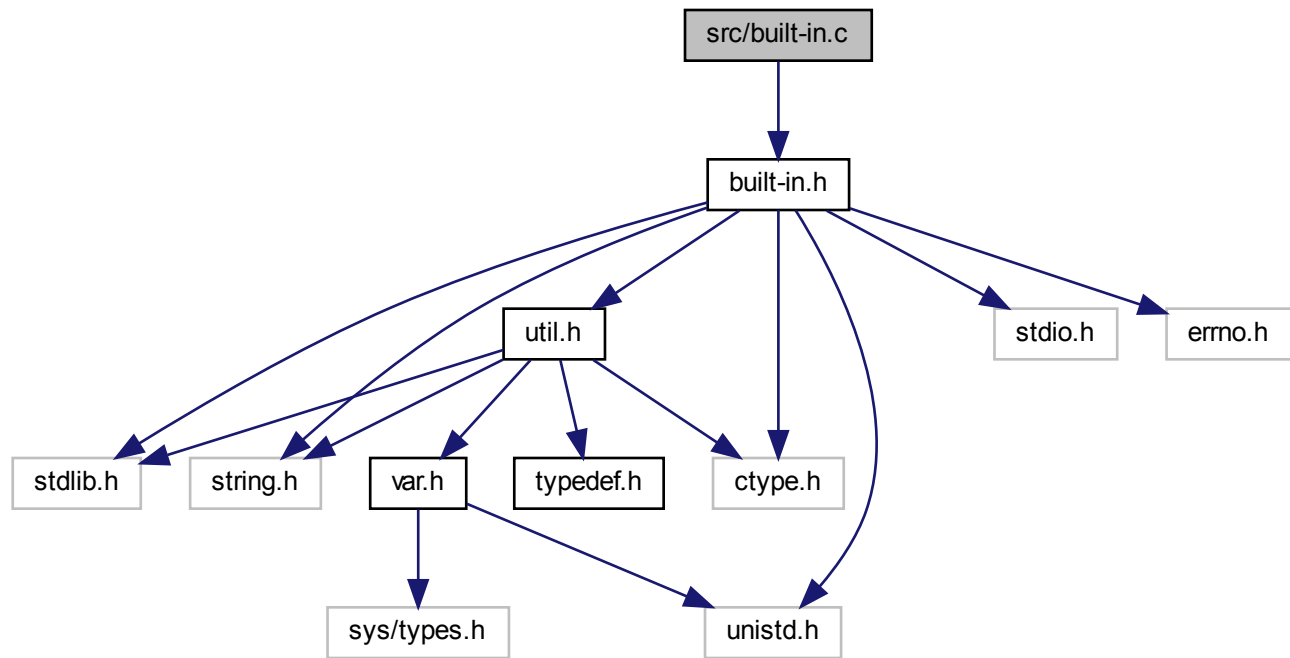 src/built-in.c
built-in.h
util.h
stdio.h
errno.h
stdlib.h
string.h
var.h
typedef.h
ctype.h
sys/types.h
unistd.h